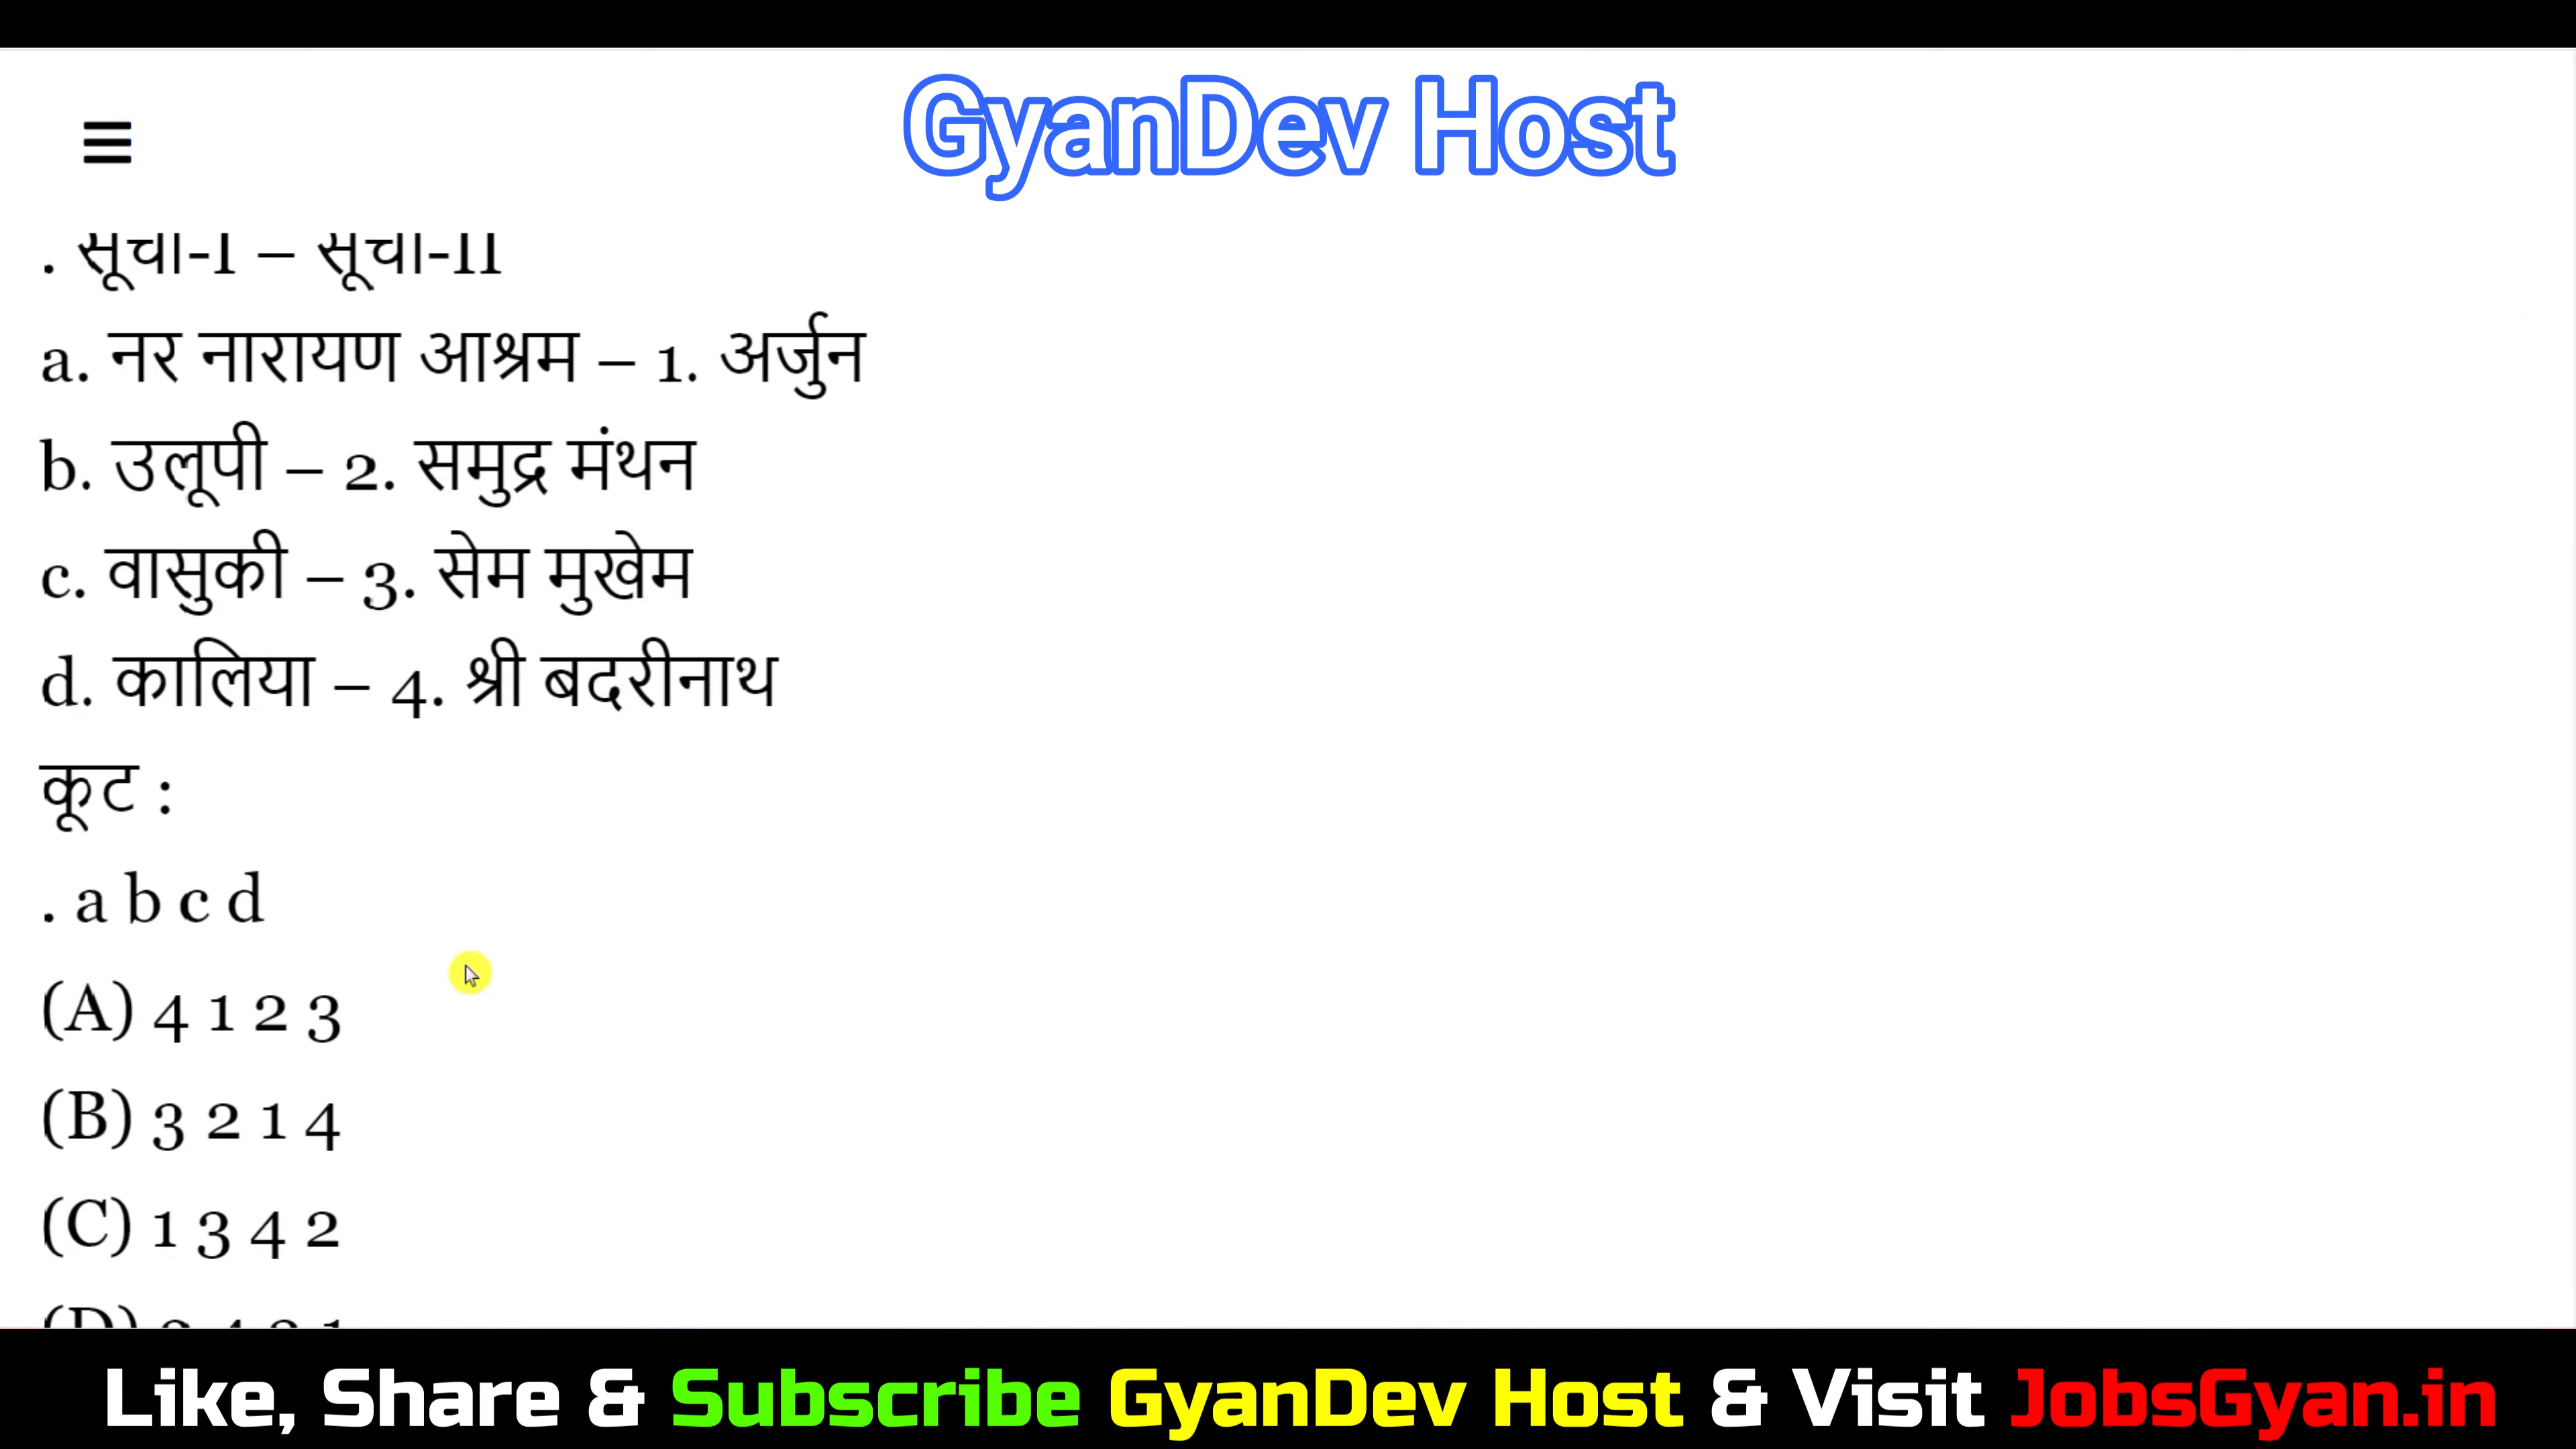 GyanDev Host
. सूची-I – सूची-II
a. नर नारायण आश्रम – 1. अर्जुन
b. उलूपी – 2. समुद्र मंथन
c. वासुकी – 3. सेम मुखेम
d. कालिया – 4. श्री बदरीनाथ
कूट :
. a b c d
(A) 4 1 2 3
(B) 3 2 1 4
(C) 1 3 4 2
(D)
Like, Share & Subscribe GyanDev Host & Visit JobsGyan.in